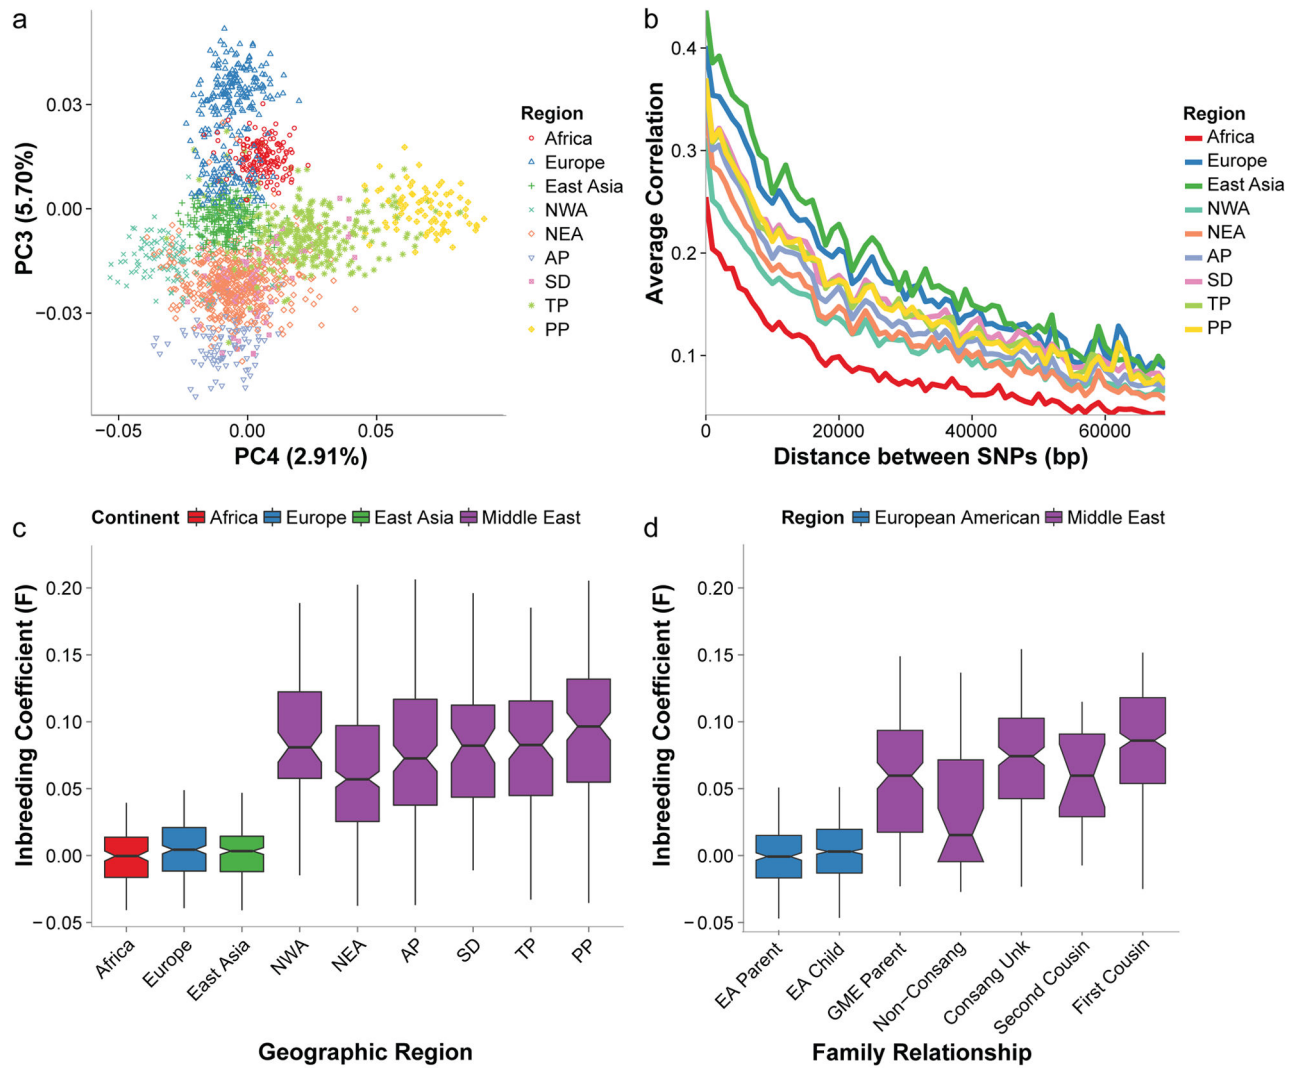 a
PC3 (5.70%)
0.03
0.00
−0.03
−0.05
0.00
0.05
PC4 (2.91%)
Region
Africa
Europe
East Asia
NWA
NEA
AP
SD
TP
PP
b
Average Correlation
0.4
0.3
0.2
0.1
0
20000
40000
60000
Distance between SNPs (bp)
Region
Africa
Europe
East Asia
NWA
NEA
AP
SD
TP
PP
c
Continent Africa Europe East Asia Middle East
Inbreeding Coefficient (F)
0.20
0.15
0.10
0.05
0.00
−0.05
Africa
Europe
East Asia
NWA
NEA
AP
SD
TP
PP
Geographic Region
d
Region European American Middle East
Inbreeding Coefficient (F)
0.20
0.15
0.10
0.05
0.00
−0.05
EA Parent
EA Child
GME Parent
Non−Consang
Consang Unk
Second Cousin
First Cousin
Family Relationship